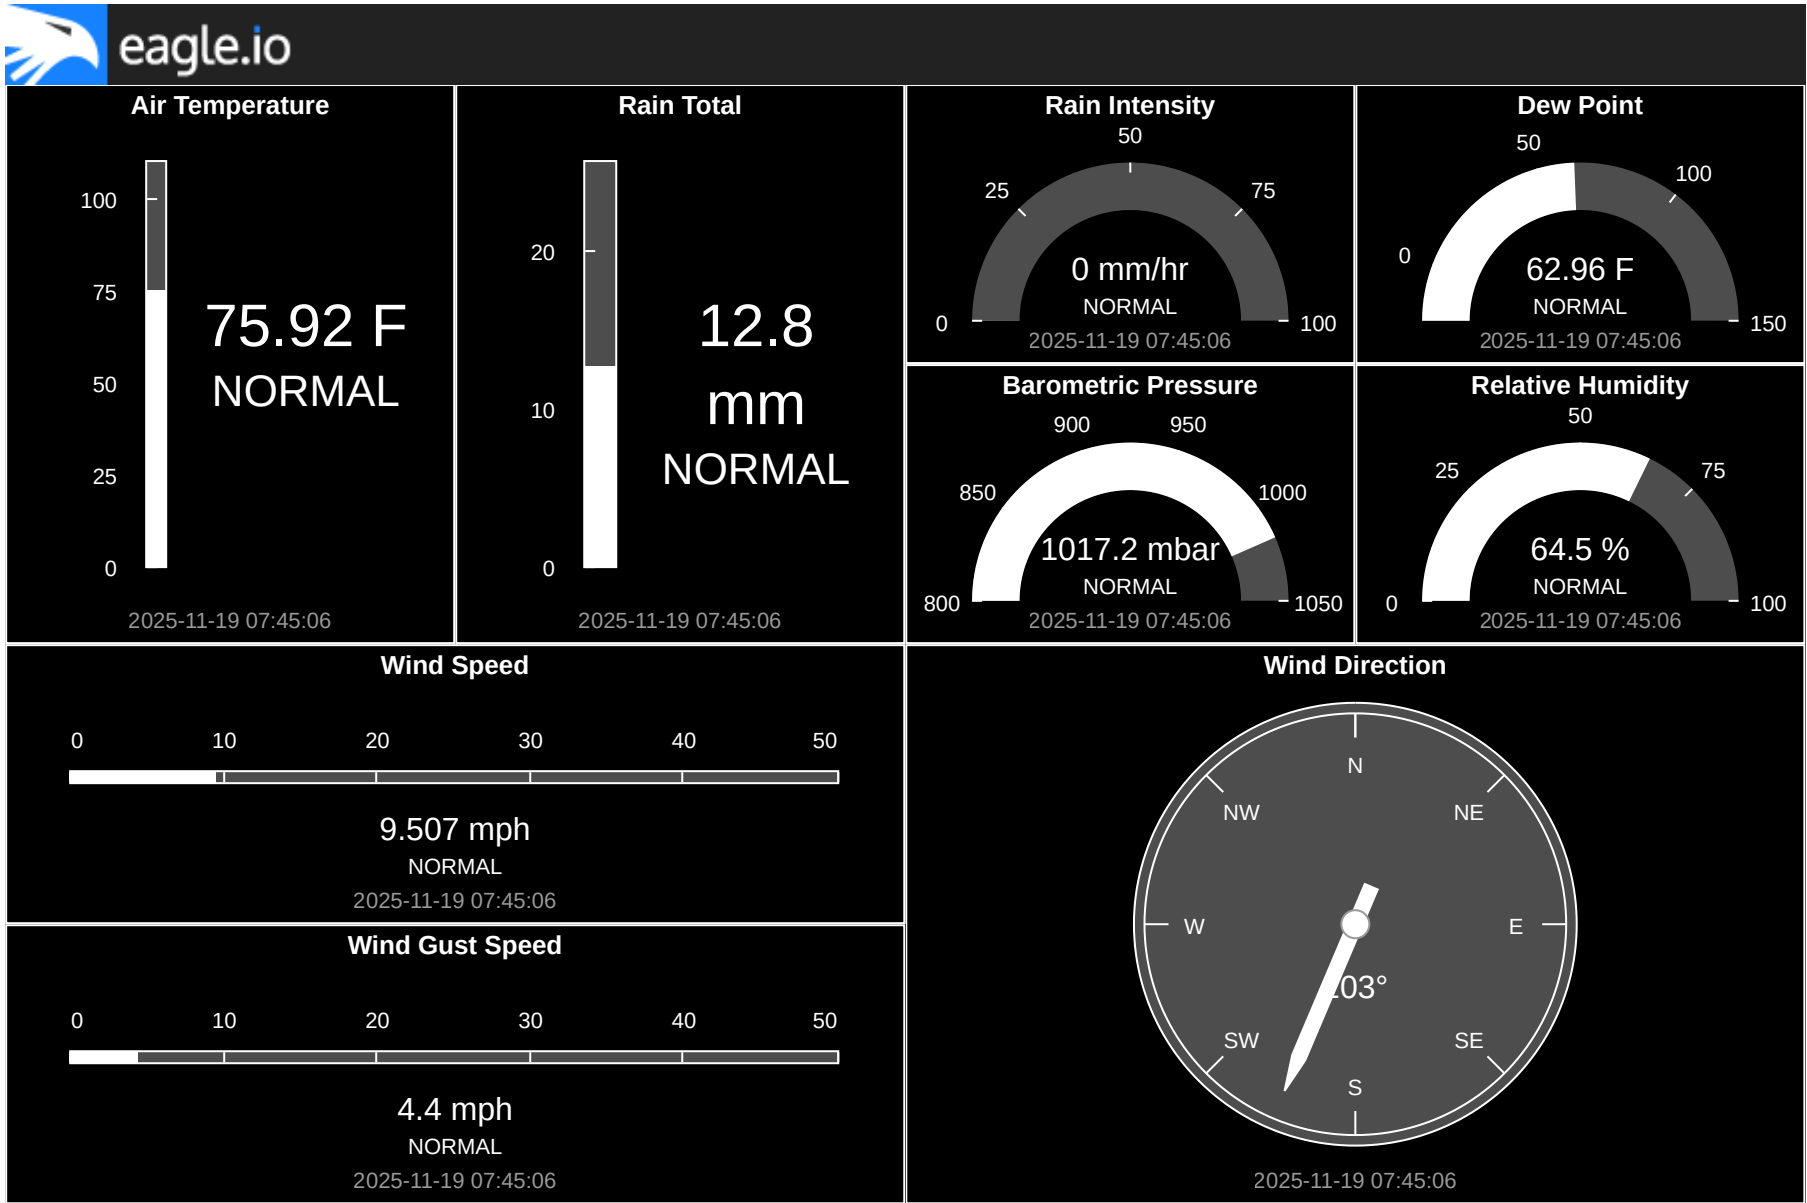 eagle.io
Air Temperature
100
75
50
25
0
75.92 F
NORMAL
2025-11-19 07:45:06
Rain Total
20
10
0
12.8
mm
NORMAL
2025-11-19 07:45:06
Rain Intensity
0
25
50
75
100
0 mm/hr
NORMAL
2025-11-19 07:45:06
Dew Point
0
50
100
150
62.96 F
NORMAL
2025-11-19 07:45:06
Barometric Pressure
800
850
900
950
1000
1050
1017.2 mbar
NORMAL
2025-11-19 07:45:06
Relative Humidity
0
25
50
75
100
64.5 %
NORMAL
2025-11-19 07:45:06
Wind Speed
0 10 20 30 40 50
9.507 mph
NORMAL
2025-11-19 07:45:06
Wind Gust Speed
0 10 20 30 40 50
4.4 mph
NORMAL
2025-11-19 07:45:06
Wind Direction
N
NW NE
W E
SW SE
S
2025-11-19 07:45:06